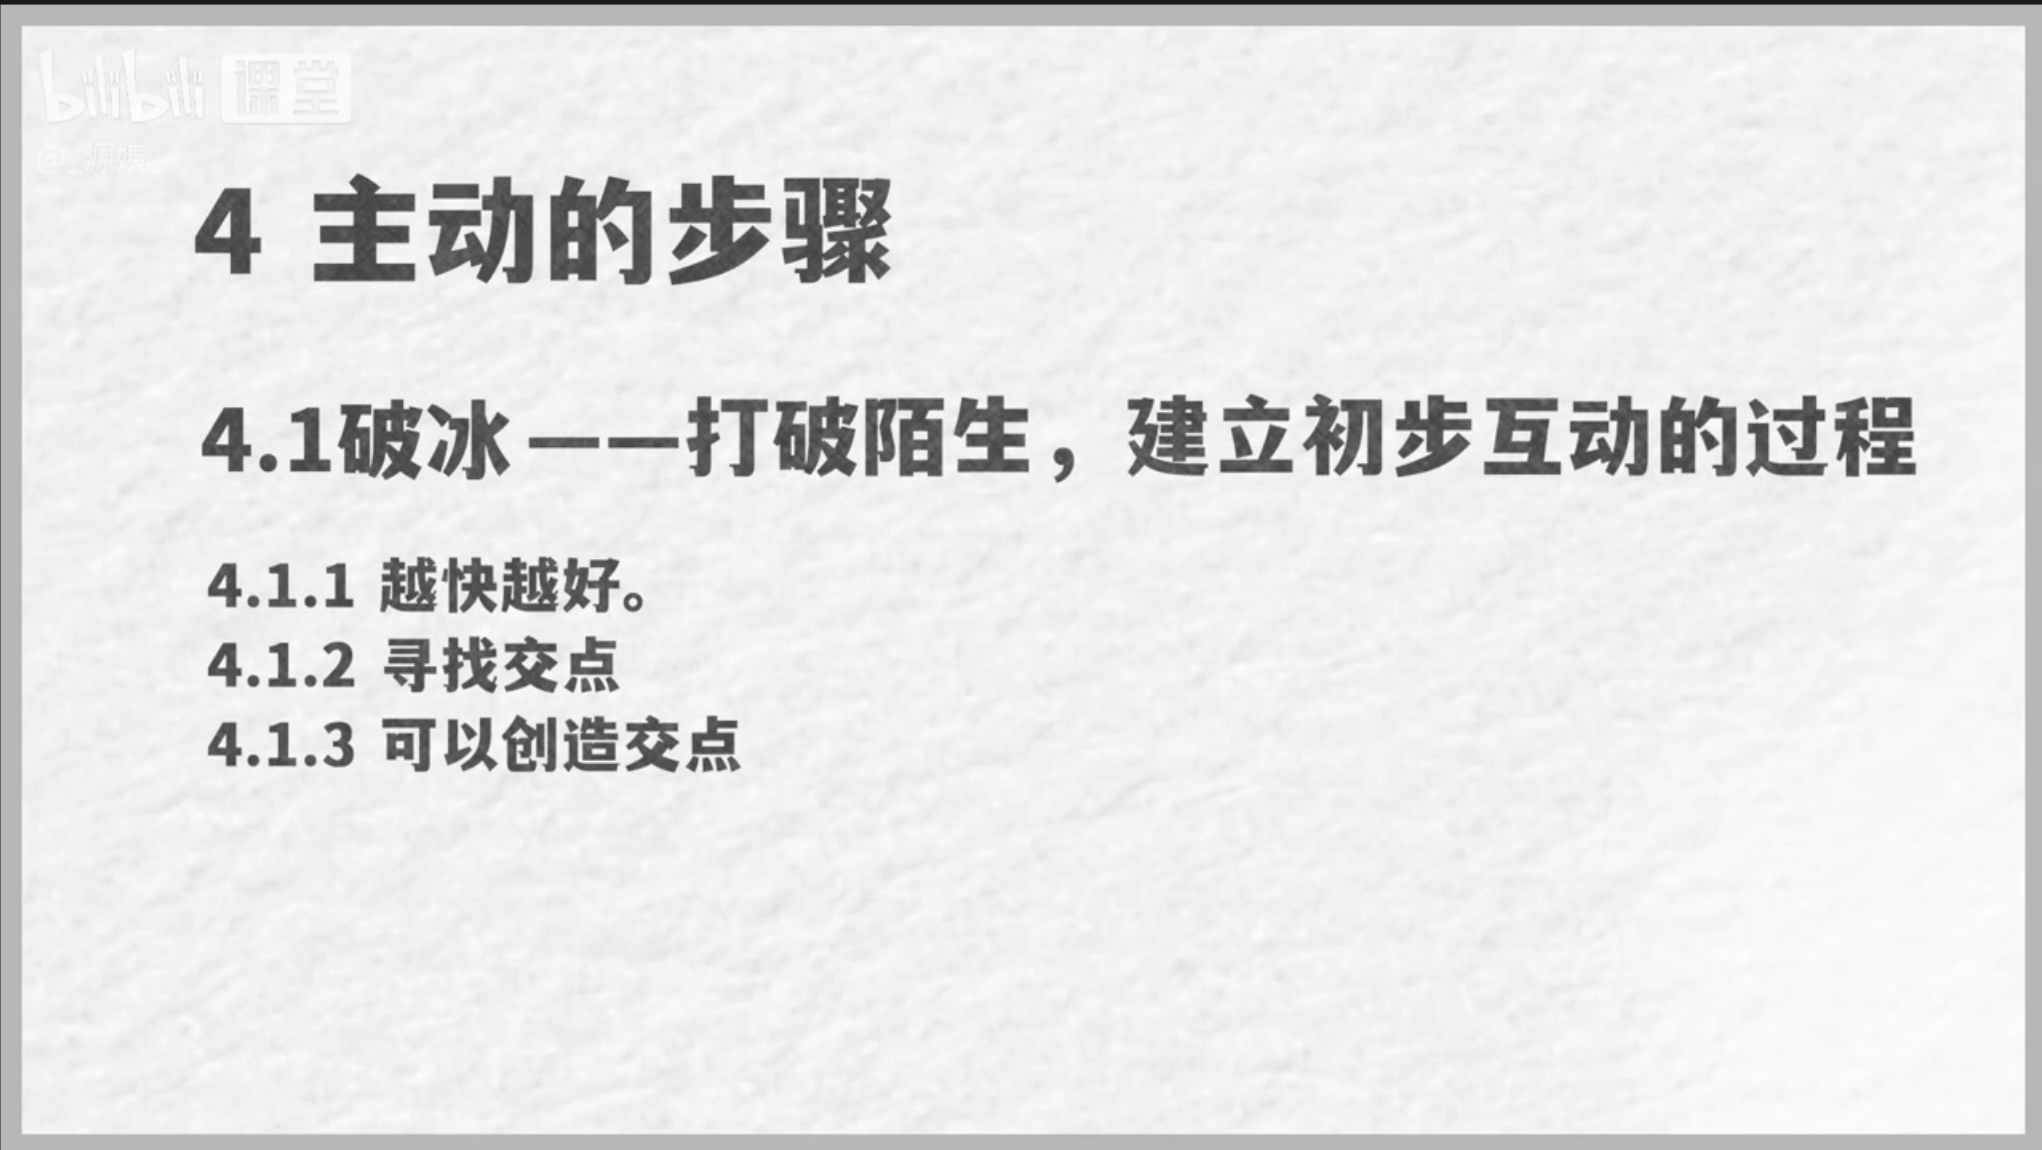 bilibili 课堂
@_源姨_
4 主动的步骤
4.1破冰——打破陌生，建立初步互动的过程
4.1.1 越快越好。
4.1.2 寻找交点
4.1.3 可以创造交点